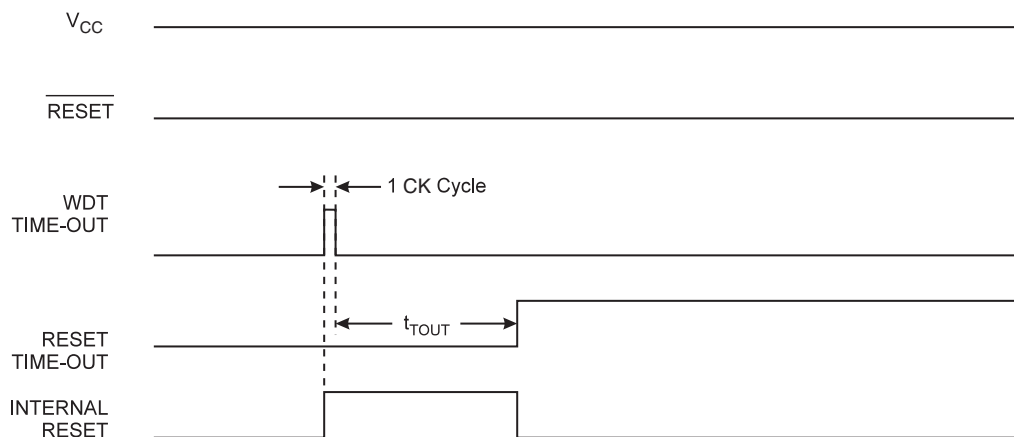 VCC
RESET
1 CK Cycle
WDT
TIME-OUT
tTOUT
RESET
TIME-OUT
INTERNAL
RESET